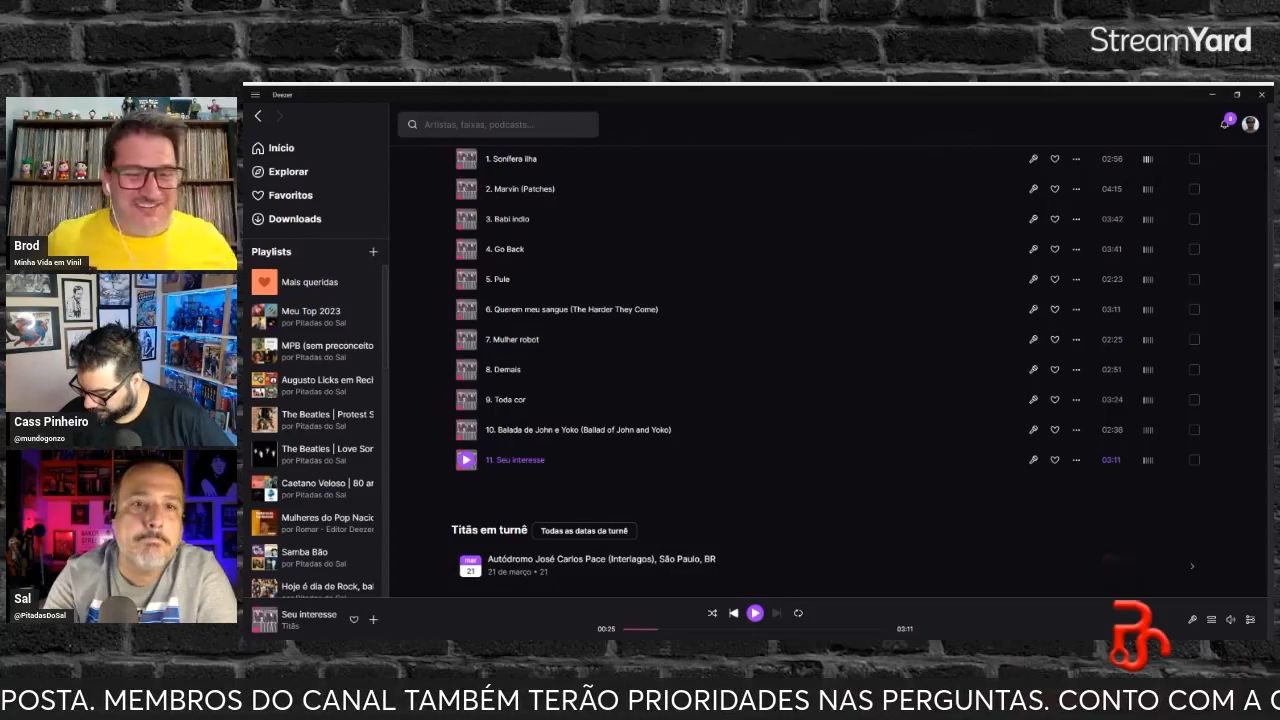 StreamYard
Deezer
Artistas, faixas, podcasts...
Início
Explorar
Favoritos
Downloads
Playlists
Mais queridas
Meu Top 2023
por Pitadas do Sal
MPB (sem preconceito
por Pitadas do Sal
Augusto Licks em Reci
por Pitadas do Sal
The Beatles | Protest S
por Pitadas do Sal
The Beatles | Love Sor
por Pitadas do Sal
Caetano Veloso | 80 ar
por Pitadas do Sal
Mulheres do Pop Nacic
por Romar - Editor Deezer
Samba Bão
por Pitadas do Sal
Hoje é dia de Rock, bal
1. Sonífera ilha 02:56
2. Marvin (Patches) 04:15
3. Babi índio 03:42
4. Go Back 03:41
5. Pule 02:23
6. Querem meu sangue (The Harder They Come) 03:11
7. Mulher robot 02:25
8. Demais 02:51
9. Toda cor 03:24
10. Balada de John e Yoko (Ballad of John and Yoko) 02:38
11. Seu interesse 03:11
Titãs em turnê Todas as datas da turnê
mar
21
Autódromo José Carlos Pace (Interlagos), São Paulo, BR
21 de março • 21
Seu interesse
Titãs
00:25 03:11
Brod
Minha Vida em Vinil
Cass Pinheiro
@mundogonzo
Sal
@PitadasDoSal
POSTA. MEMBROS DO CANAL TAMBÉM TERÃO PRIORIDADES NAS PERGUNTAS. CONTO COM A C